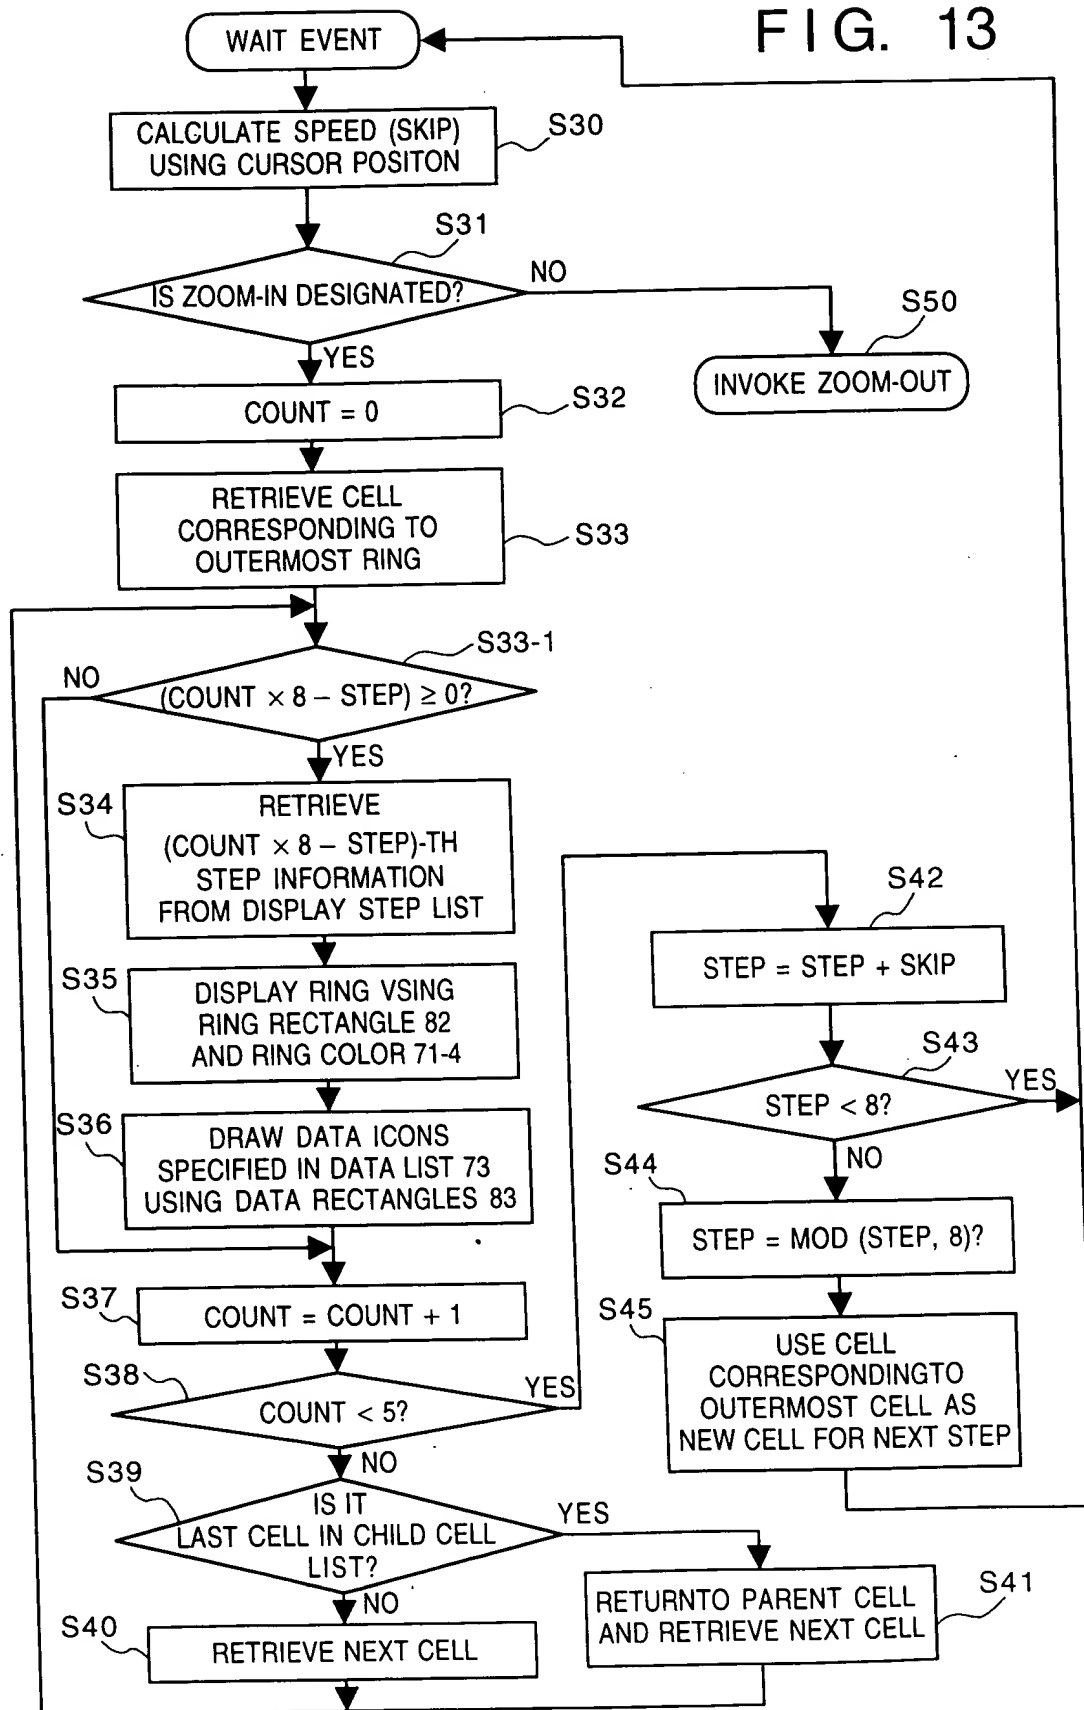 FIG. 13
WAIT EVENT
CALCULATE SPEED (SKIP)
USING CURSOR POSITON
S30
S31
IS ZOOM-IN DESIGNATED?
NO
YES
S50
INVOKE ZOOM-OUT
COUNT = 0
S32
RETRIEVE CELL
CORRESPONDING TO
OUTERMOST RING
S33
S33-1
NO
(COUNT × 8 – STEP) ≥ 0?
YES
S34
RETRIEVE
(COUNT × 8 – STEP)-TH
STEP INFORMATION
FROM DISPLAY STEP LIST
S35
DISPLAY RING VSING
RING RECTANGLE 82
AND RING COLOR 71-4
S36
DRAW DATA ICONS
SPECIFIED IN DATA LIST 73
USING DATA RECTANGLES 83
S37
COUNT = COUNT + 1
S38
COUNT < 5?
YES
NO
S39
IS IT
LAST CELL IN CHILD CELL
LIST?
YES
NO
S40
RETRIEVE NEXT CELL
RETURNTO PARENT CELL
AND RETRIEVE NEXT CELL
S41
S42
STEP = STEP + SKIP
S43
STEP < 8?
YES
NO
S44
STEP = MOD (STEP, 8)?
S45
USE CELL
CORRESPONDINGTO
OUTERMOST CELL AS
NEW CELL FOR NEXT STEP